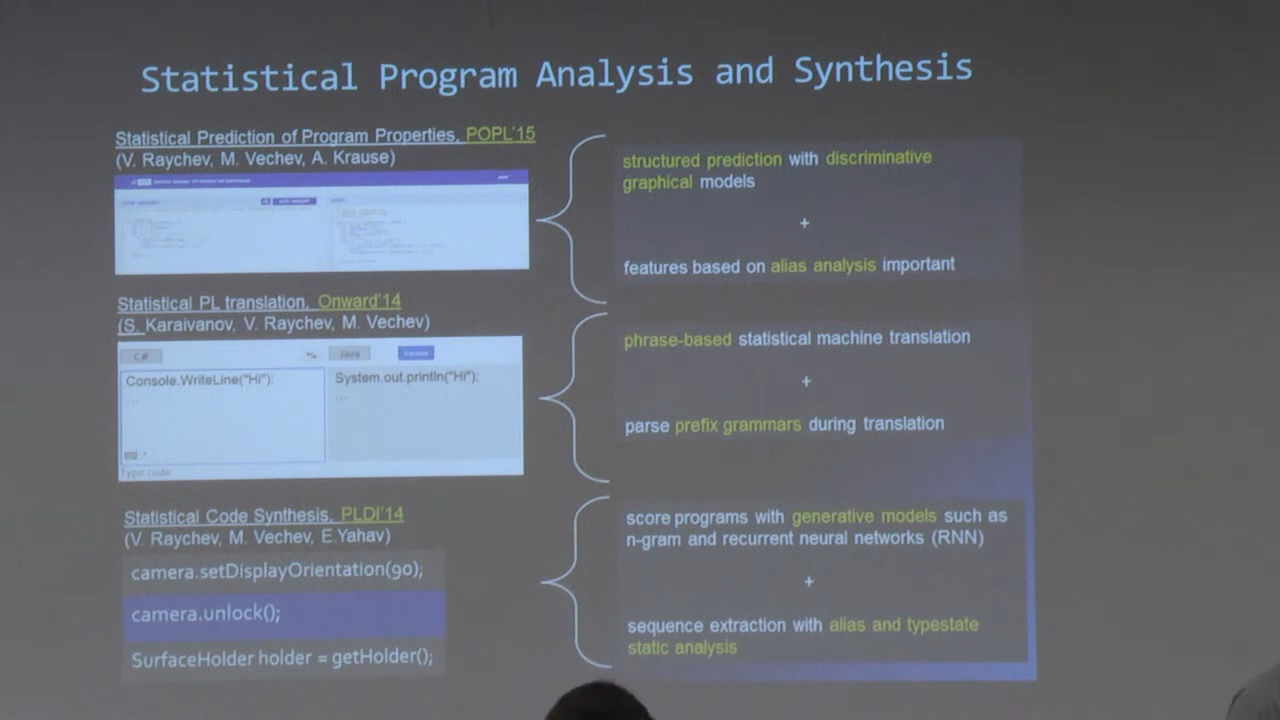 Statistical Program Analysis and Synthesis
Statistical Prediction of Program Properties, POPL'15
(V. Raychev, M. Vechev, A. Krause)
structured prediction with discriminative
graphical models
+
features based on alias analysis important
Statistical PL translation, Onward'14
(S. Karaivanov, V. Raychev, M. Vechev)
C#
Java
Console.WriteLine("Hi");
...
System.out.println("Hi");
...
Type code
phrase-based statistical machine translation
+
parse prefix grammars during translation
Statistical Code Synthesis, PLDI'14
(V. Raychev, M. Vechev, E.Yahav)
camera.setDisplayOrientation(90);
camera.unlock();
SurfaceHolder holder = getHolder();
score programs with generative models such as
n-gram and recurrent neural networks (RNN)
+
sequence extraction with alias and typestate
static analysis